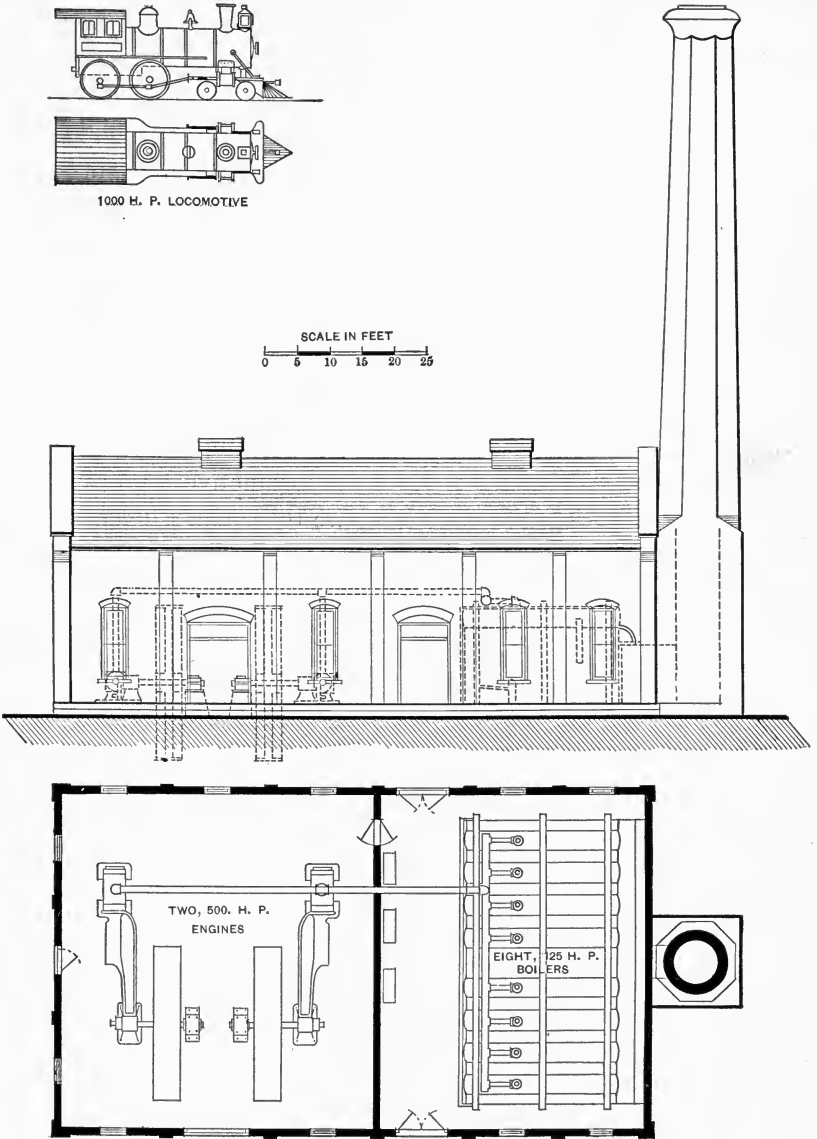 1000 H. P. LOCOMOTIVE
SCALE IN FEET
0 5 10 15 20 25
TWO, 500. H. P.
ENGINES
EIGHT, 125 H. P.
BOILERS